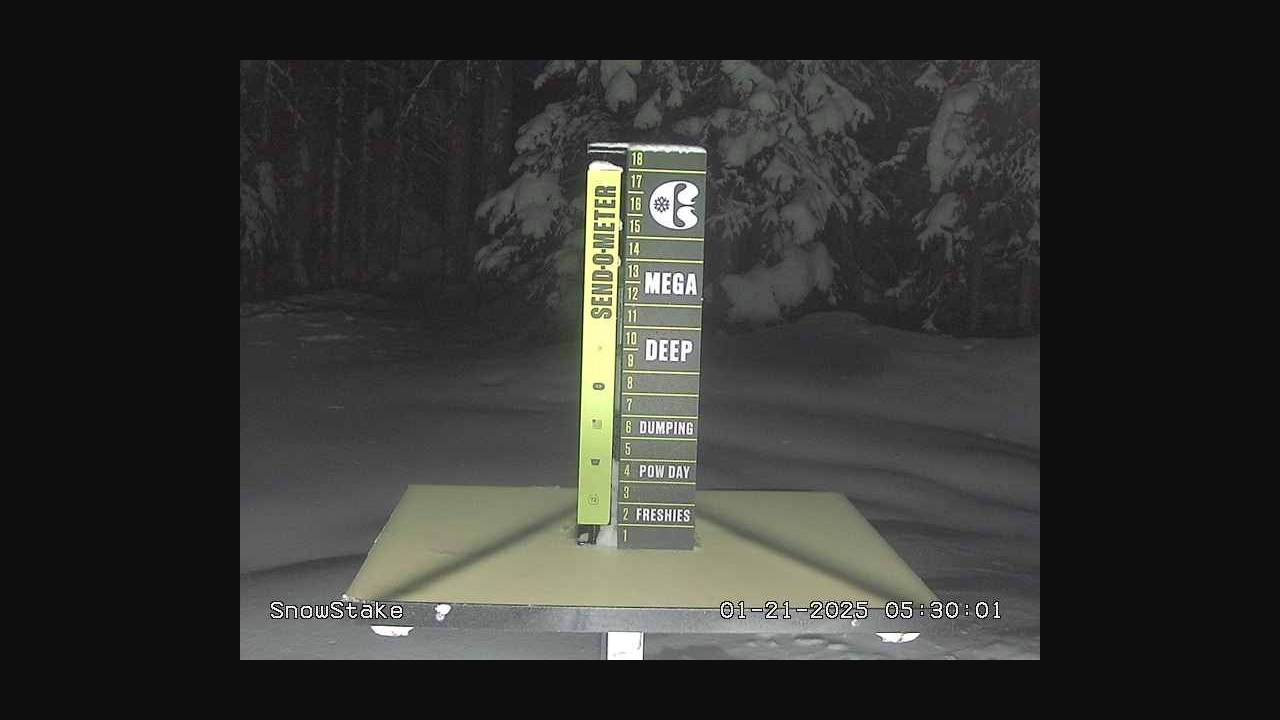 SEND-O-METER
18
17
16
15
14
13
12
MEGA
11
10
9
DEEP
8
7
6 DUMPING
5
4 POW DAY
3
2 FRESHIES
1
SnowStake
01-21-2025 05:30:01